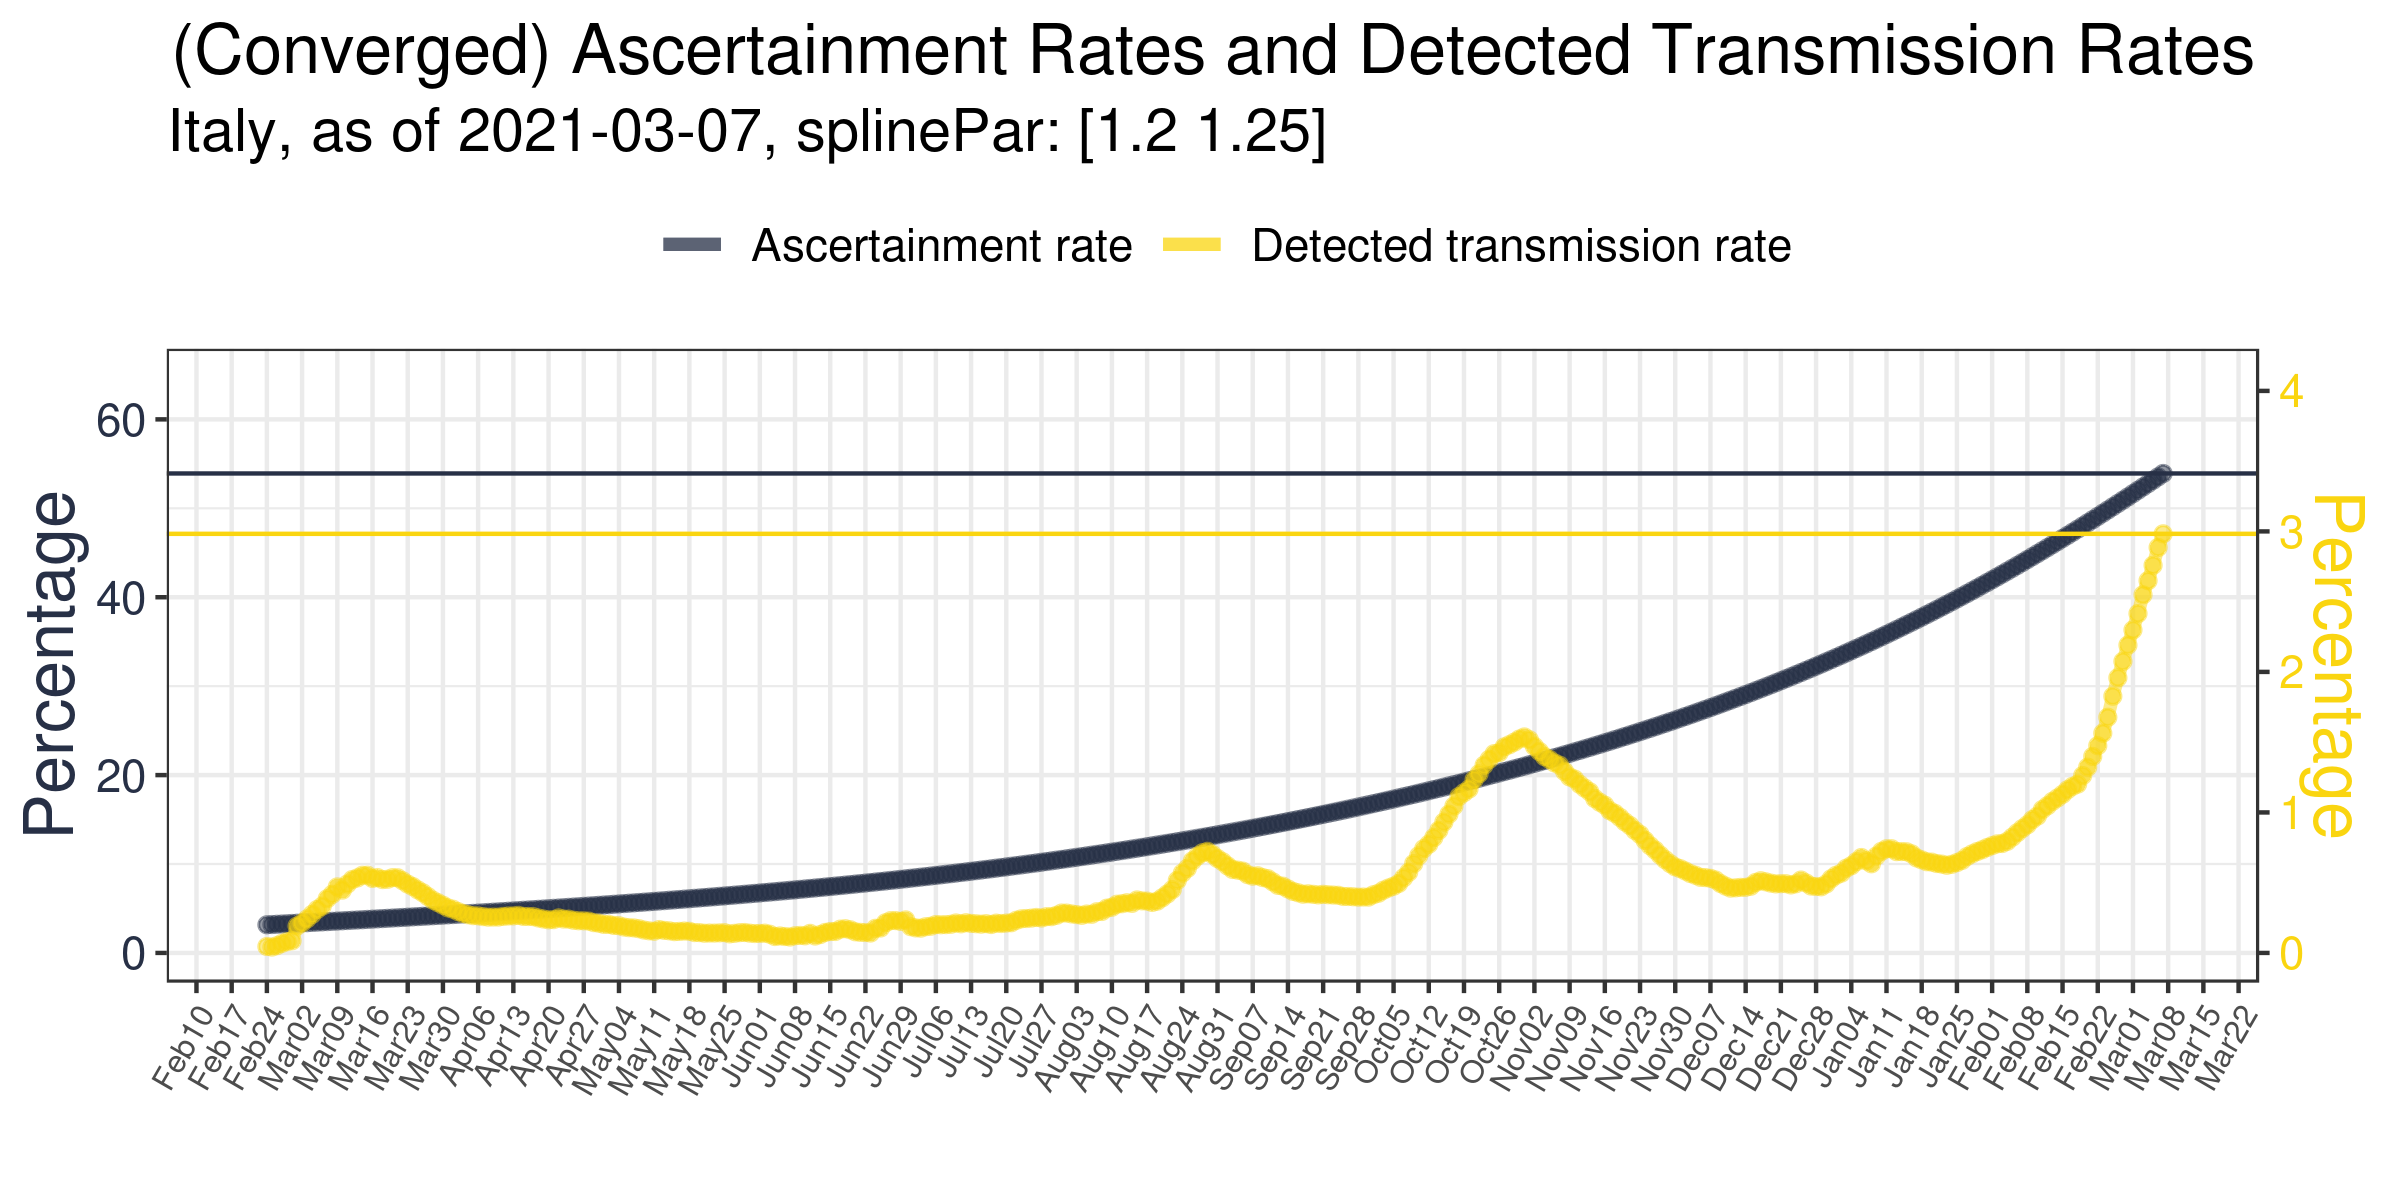 (Converged) Ascertainment Rates and Detected Transmission Rates
Italy, as of 2021-03-07, splinePar: [1.2 1.25]
Ascertainment rate Detected transmission rate
Percentage
60
40
20
0
4
3
2
1
0
Percentage
Feb10 Feb17 Feb24 Mar02 Mar09 Mar16 Mar23 Mar30 Apr06 Apr13 Apr20 Apr27 May04 May11 May18 May25 Jun01 Jun08 Jun15 Jun22 Jun29 Jul06 Jul13 Jul20 Jul27 Aug03 Aug10 Aug17 Aug24 Aug31 Sep07 Sep14 Sep21 Sep28 Oct05 Oct12 Oct19 Oct26 Nov02 Nov09 Nov16 Nov23 Nov30 Dec07 Dec14 Dec21 Dec28 Jan04 Jan11 Jan18 Jan25 Feb01 Feb08 Feb15 Feb22 Mar01 Mar08 Mar15 Mar22